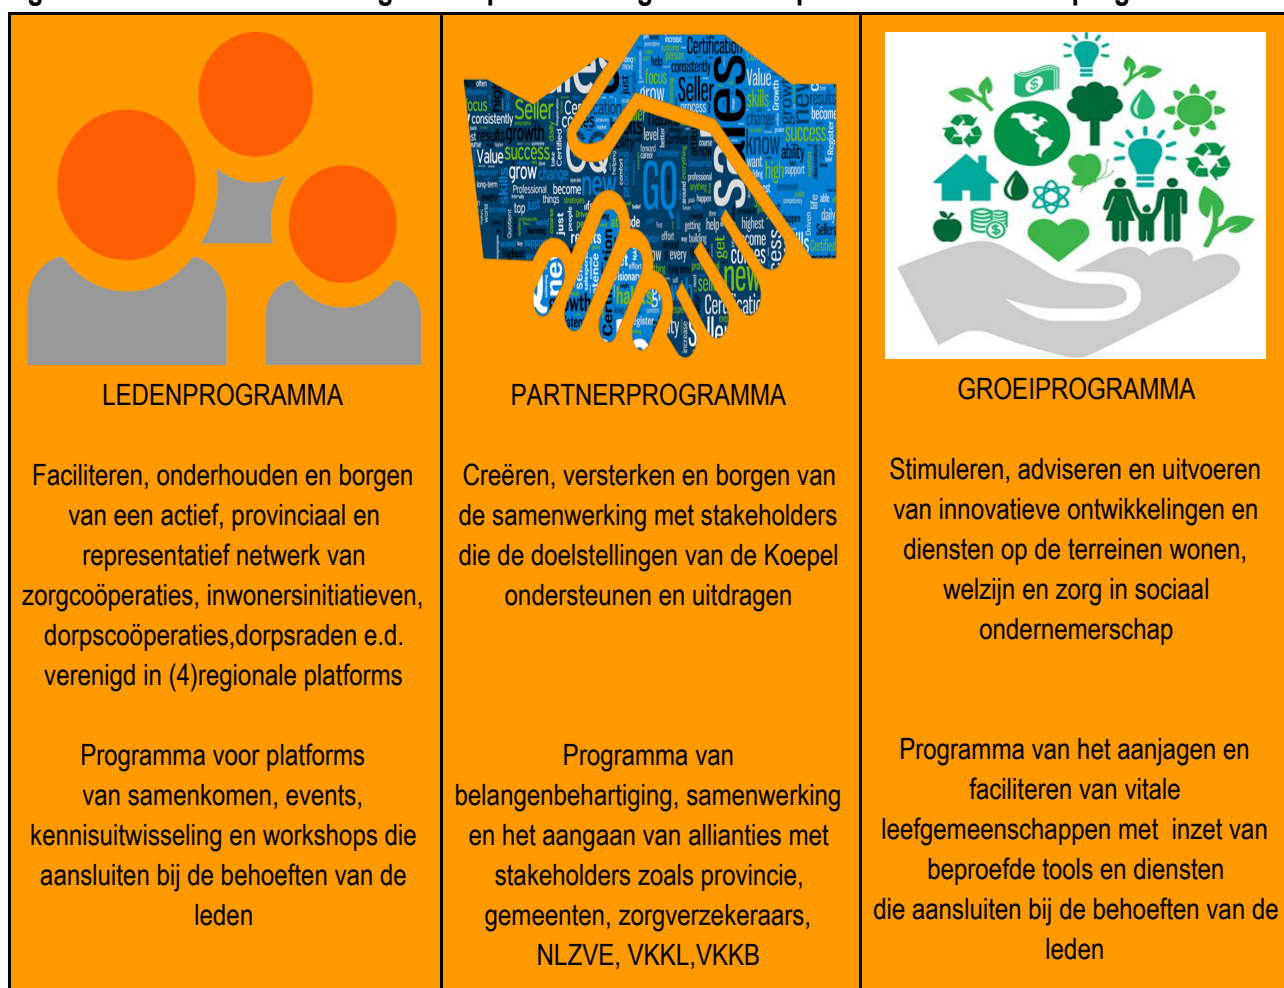 LEDENPROGRAMMA
Faciliteren, onderhouden en borgen
van een actief, provinciaal en
representatief netwerk van
zorgcoöperaties, inwonersinitiatieven,
dorpscoöperaties,dorpsraden e.d.
verenigd in (4)regionale platforms
Programma voor platforms
van samenkomen, events,
kennisuitwisseling en workshops die
aansluiten bij de behoeften van de
leden
PARTNERPROGRAMMA
Creëren, versterken en borgen van
de samenwerking met stakeholders
die de doelstellingen van de Koepel
ondersteunen en uitdragen
Programma van
belangenbehartiging, samenwerking
en het aangaan van allianties met
stakeholders zoals provincie,
gemeenten, zorgverzekeraars,
NLZVE, VKKL,VKKB
GROEIPROGRAMMA
Stimuleren, adviseren en uitvoeren
van innovatieve ontwikkelingen en
diensten op de terreinen wonen,
welzijn en zorg in sociaal
ondernemerschap
Programma van het aanjagen en
faciliteren van vitale
leefgemeenschappen met  inzet van
beproefde tools en diensten
die aansluiten bij de behoeften van de
leden